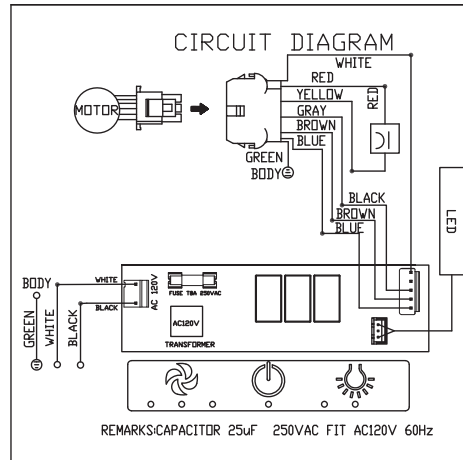 CIRCUIT DIAGRAM
WHITE
RED
YELLOW
RED
GRAY
MOTOR
BROWN
BLUE
GREEN
BODY
BLACK
BROWN
BLUE
LED
BODY
WHITE
AC 120V
FUSE T8A 250VAC
BLACK
AC120V
TRANSFORMER
GREEN
WHITE
BLACK
REMARKS:CAPACITOR 25uF 250VAC FIT AC120V 60Hz